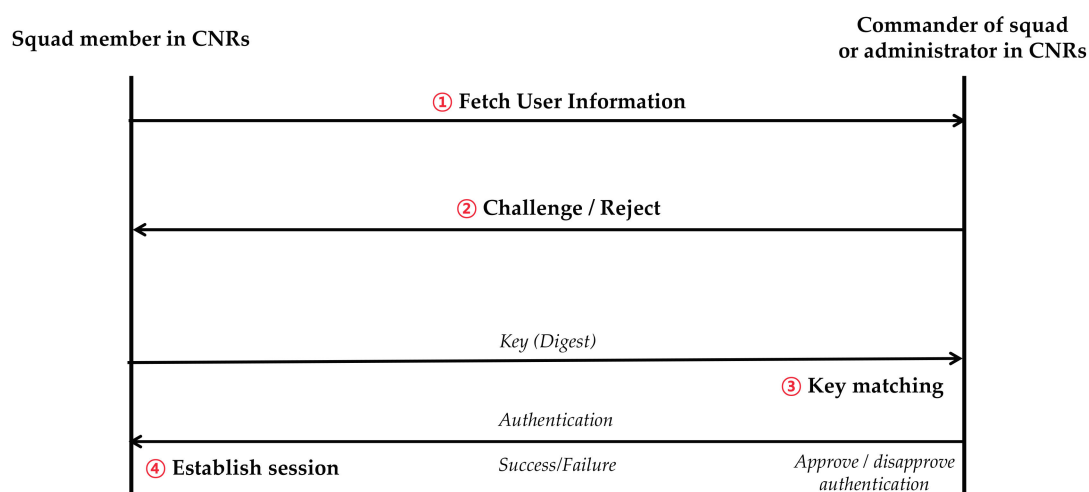 Squad member in CNRs
Commander of squad
or administrator in CNRs
① Fetch User Information
② Challenge / Reject
Key (Digest)
③ Key matching
Authentication
④ Establish session
Success/Failure
Approve / disapprove
authentication